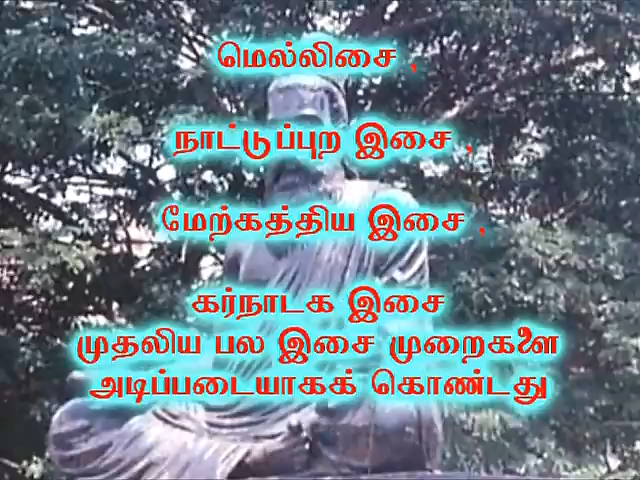 மெல்லிசை ,
நாட்டுப்புற இசை ,
மேற்கத்திய இசை ,
கர்நாடக இசை
முதலிய பல இசை முறைகளை
அடிப்படையாகக் கொண்டது